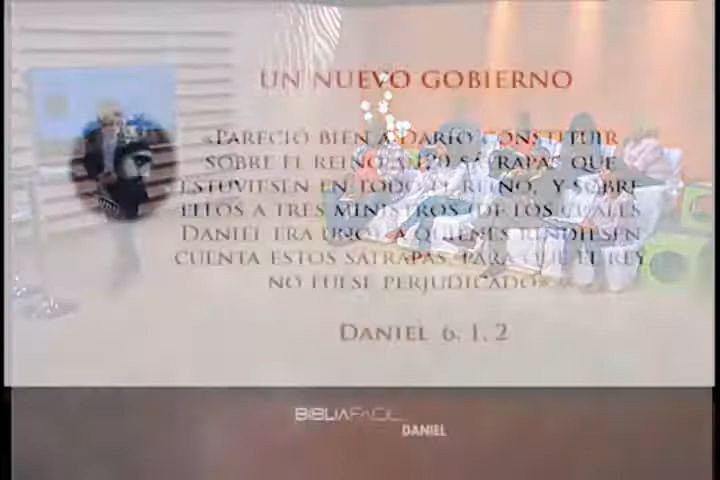 UN NUEVO GOBIERNO
«PARECIÓ BIEN A DARÍO CONSTITUIR
SOBRE EL REINO A 120 SÁTRAPAS QUE
ESTUVIESEN EN TODO EL REINO, Y SOBRE
ELLOS A TRES MINISTROS (DE LOS CUALES
DANIEL ERA UNO) A QUIENES RINDIESEN
CUENTA ESTOS SÁTRAPAS, PARA QUE EL REY
NO FUESE PERJUDICADO»
DANIEL 6. 1, 2
BIBLIAFACIL
DANIEL